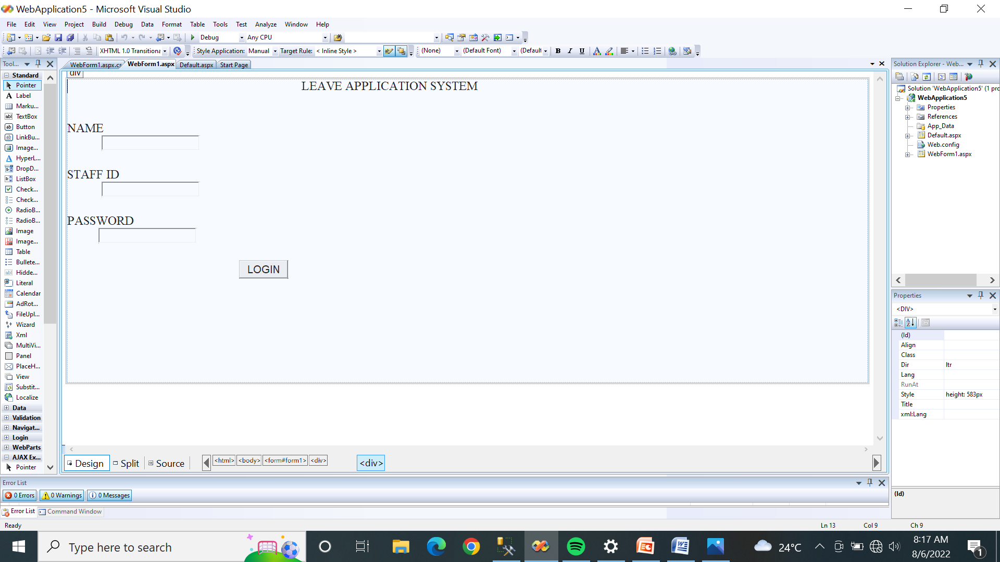 WebApplication5 - Microsoft Visual Studio
File Edit View Project Build Debug Data Format Table Tools Test Analyze Window Help
Debug Any CPU
XHTML 1.0 Transitiona Style Application: Manual Target Rule: < Inline Style > (None) (Default Font) (Default B I U
Tool...
Standard
Pointer
Label
Marku...
TextBox
Button
LinkBu...
Image...
HyperL...
DropD...
ListBox
Check...
Check...
RadioB...
RadioB...
Image
Image...
Table
Bullete...
Hidde...
Literal
Calendar
AdRot...
FileUpl...
Wizard
Xml
MultiVi...
Panel
PlaceH...
View
Substit...
Localize
Data
Validation
Navigat...
Login
WebParts
AJAX Ex...
Pointer
WebForm1.aspx.cs WebForm1.aspx Default.aspx Start Page
div
LEAVE APPLICATION SYSTEM
NAME
STAFF ID
PASSWORD
LOGIN
Design Split Source <html> <body> <form#form1> <div> <div>
Solution Explorer - Web...
Solution 'WebApplication5' (1 pro
WebApplication5
Properties
References
App_Data
Default.aspx
Web.config
WebForm1.aspx
Properties
<DIV>
(Id)
Align
Class
Dir ltr
Lang
RunAt
Style height: 583px
Title
xml:Lang
(Id)
Error List
0 Errors 0 Warnings 0 Messages
Error List Command Window
Ready Ln 13 Col 9 Ch 9
Type here to search
24°C
8:17 AM
8/6/2022
1